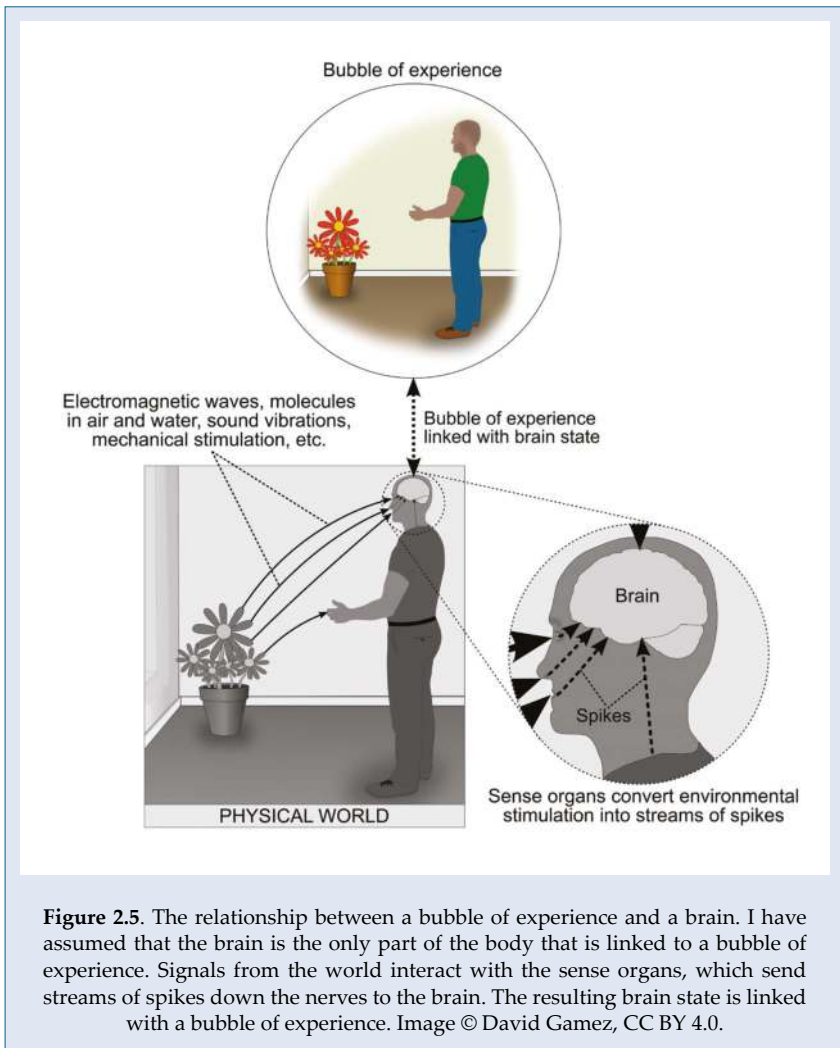 Bubble of experience
Electromagnetic waves, molecules
in air and water, sound vibrations,
mechanical stimulation, etc.
Bubble of experience
linked with brain state
Brain
Spikes
PHYSICAL WORLD
Sense organs convert environmental
stimulation into streams of spikes
Figure 2.5. The relationship between a bubble of experience and a brain. I have
assumed that the brain is the only part of the body that is linked to a bubble of
experience. Signals from the world interact with the sense organs, which send
streams of spikes down the nerves to the brain. The resulting brain state is linked
with a bubble of experience. Image © David Gamez, CC BY 4.0.